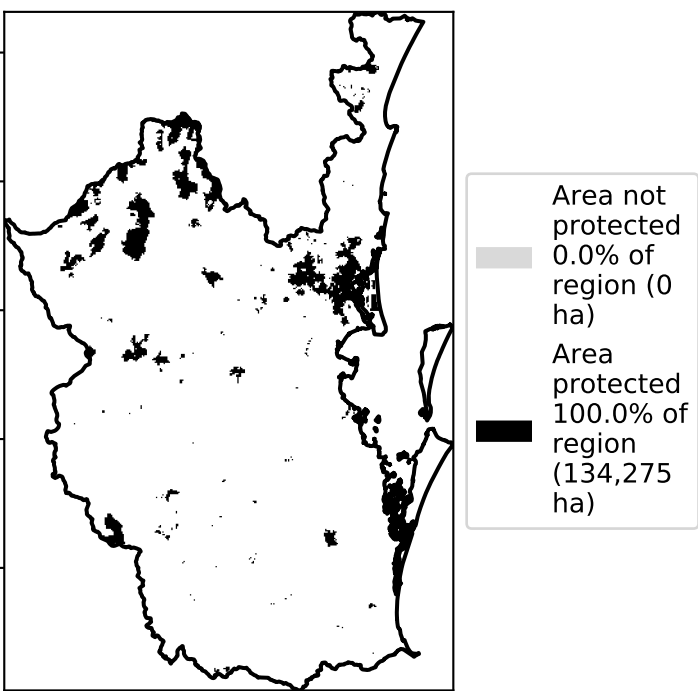 Area not
protected
0.0% of
region (0
ha)
Area
protected
100.0% of
region
(134,275
ha)